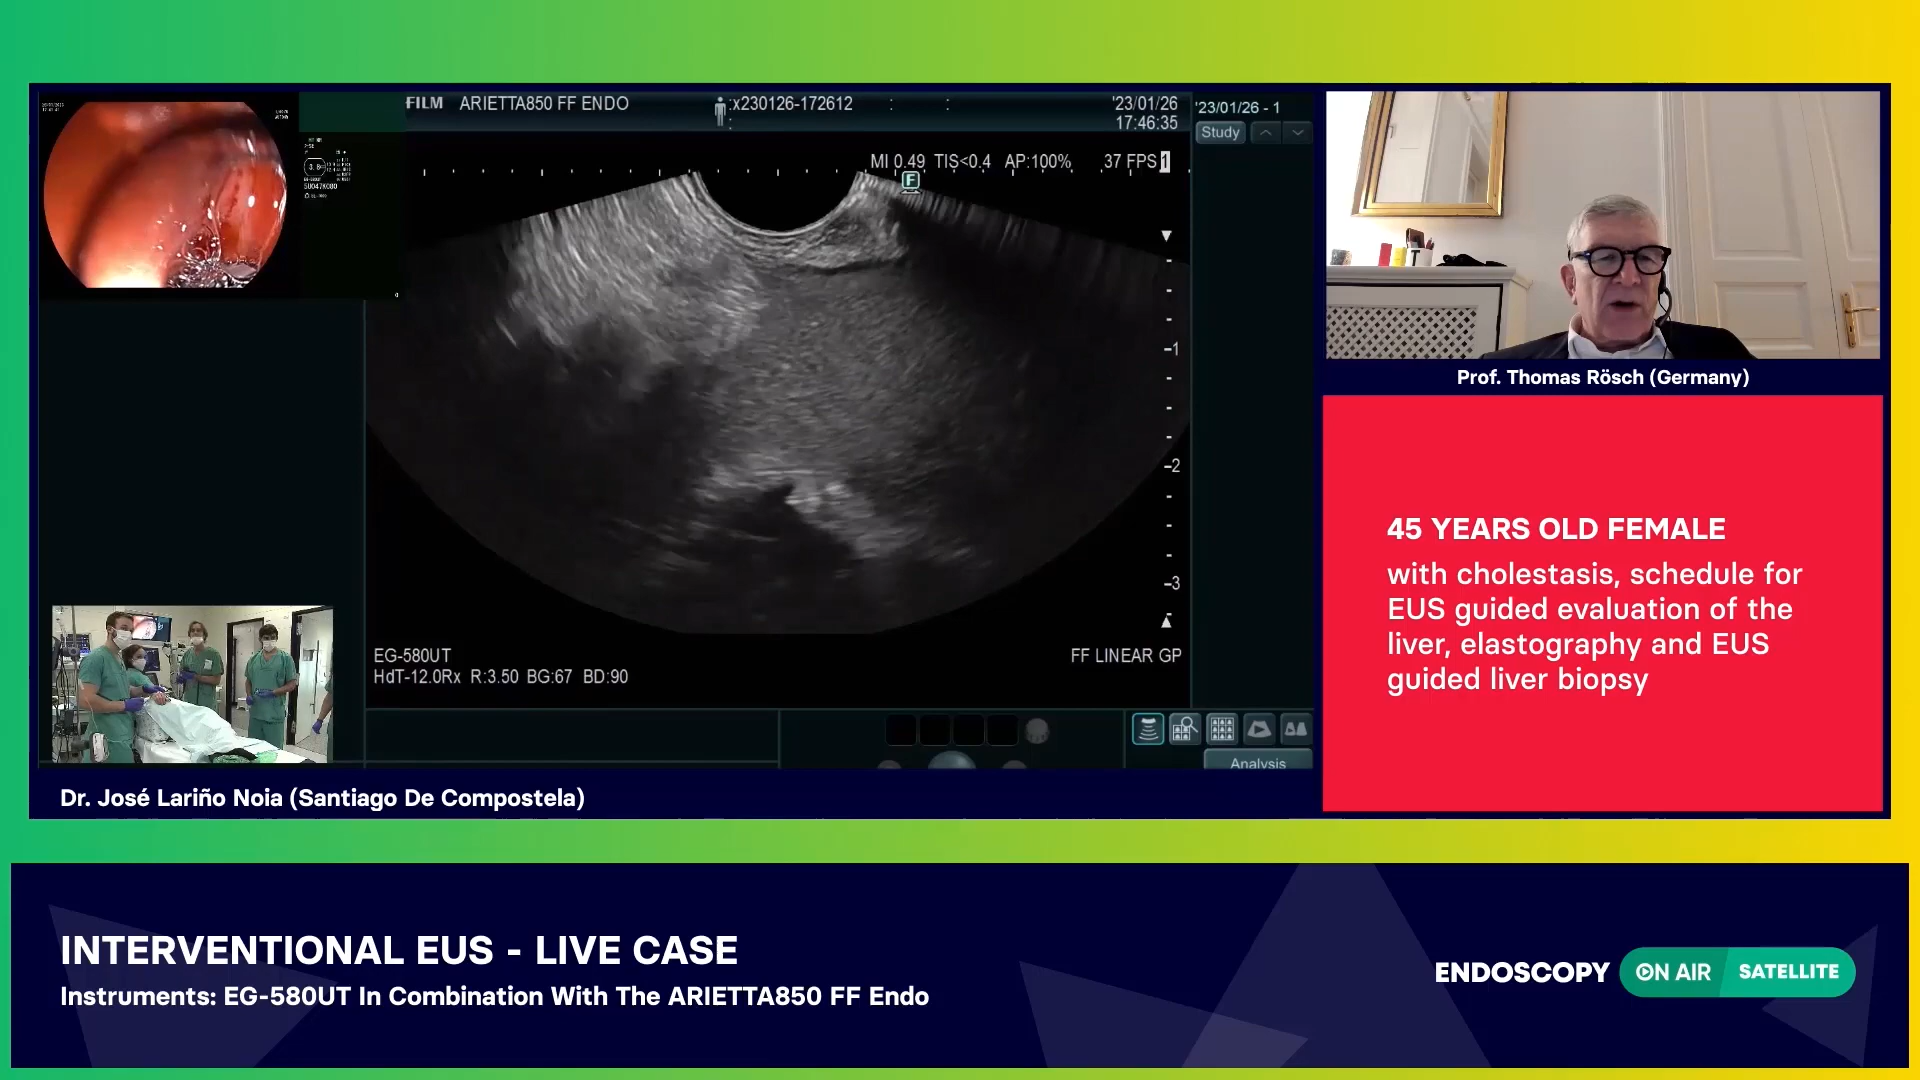 FILM ARIETTA850 FF ENDO :x230126-172612 : : '23/01/26
: 17:46:35
'23/01/26 - 1
Study
MI 0.49 TIS<0.4 AP:100% 37 FPS 1
F
1
2
3
EG-580UT
HdT-12.0Rx R:3.50 BG:67 BD:90
FF LINEAR GP
Analysis
Dr. José Lariño Noia (Santiago De Compostela)
Prof. Thomas Rösch (Germany)
45 YEARS OLD FEMALE
with cholestasis, schedule for
EUS guided evaluation of the
liver, elastography and EUS
guided liver biopsy
INTERVENTIONAL EUS - LIVE CASE
Instruments: EG-580UT In Combination With The ARIETTA850 FF Endo
ENDOSCOPY ON AIR SATELLITE